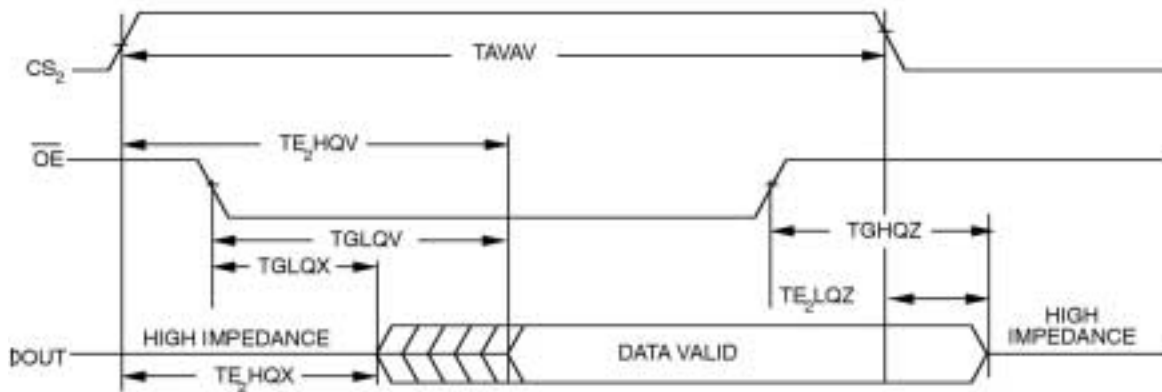 TAVAV
CS2
TE2HQV
OE
TGLQV
TGHQZ
TGLQX
TE2LQZ
HIGH IMPEDANCE
HIGH
IMPEDANCE
DOUT
DATA VALID
TE2HQX